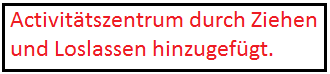 Activitätszentrum durch Ziehen
und Loslassen hinzugefügt.